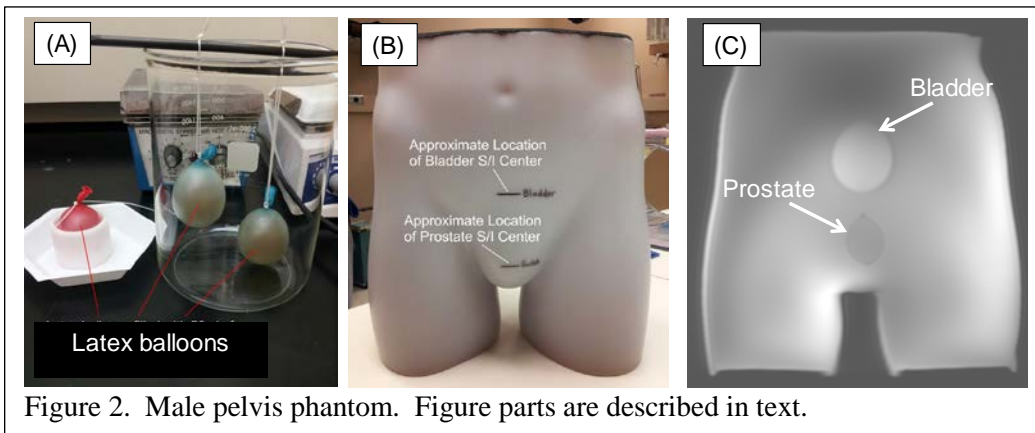 (A)
Latex balloons
(B)
Approximate Location
of Bladder S/I Center
Bladder
Approximate Location
of Prostate S/I Center
(C)
Bladder
Prostate
Figure 2. Male pelvis phantom. Figure parts are described in text.